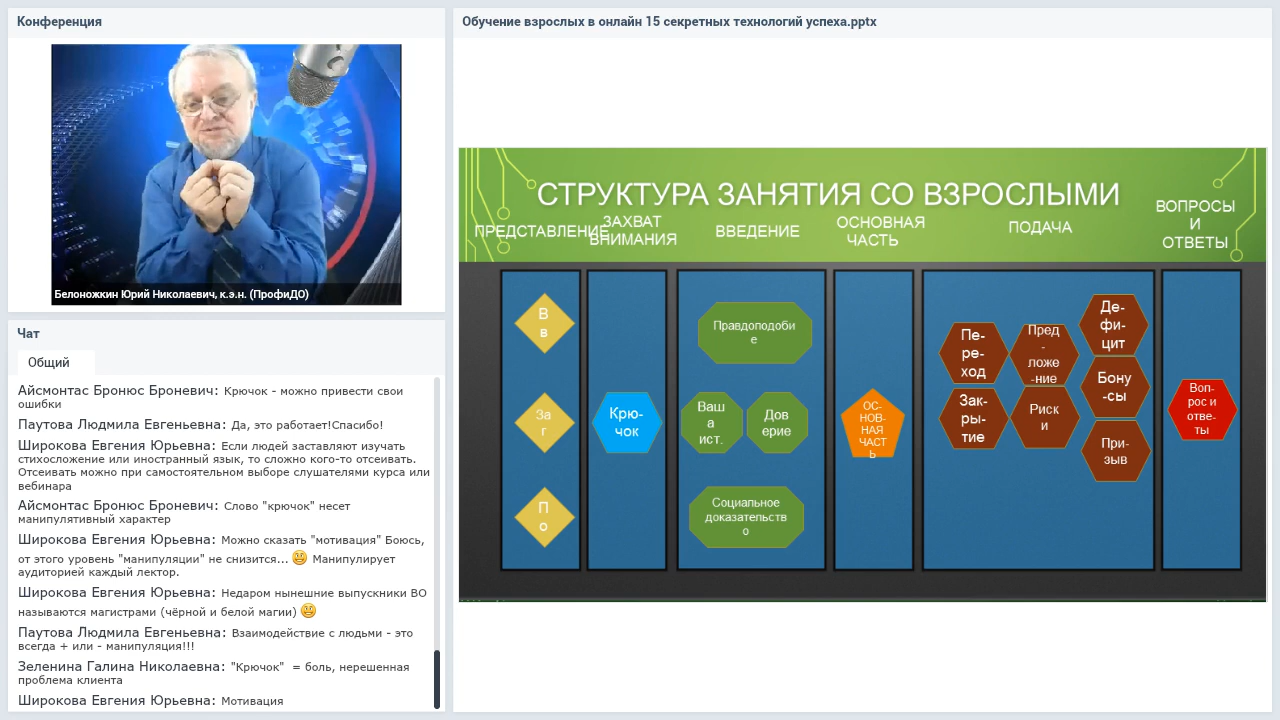 Конференция
Белоножкин Юрий Николаевич, к.э.н. (ПрофиДО)
Чат
Общий
Айсмонтас Бронюс Броневич: Крючок - можно привести свои
ошибки
Паутова Людмила Евгеньевна: Да, это работает!Спасибо!
Широкова Евгения Юрьевна: Если людей заставляют изучать
стихосложение или иностранный язык, то сложно кого-то отсеивать.
Отсеивать можно при самостоятельном выборе слушателями курса или
вебинара
Айсмонтас Бронюс Броневич: Слово "крючок" несет
манипулятивный характер
Широкова Евгения Юрьевна: Можно сказать "мотивация" Боюсь,
от этого уровень "манипуляции" не снизится... Манипулирует
аудиторией каждый лектор.
Широкова Евгения Юрьевна: Недаром нынешние выпускники ВО
называются магистрами (чёрной и белой магии)
Паутова Людмила Евгеньевна: Взаимодействие с людьми - это
всегда + или - манипуляция!!!
Зеленина Галина Николаевна: "Крючок" = боль, нерешенная
проблема клиента
Широкова Евгения Юрьевна: Мотивация
Обучение взрослых в онлайн 15 секретных технологий успеха.pptx
СТРУКТУРА ЗАНЯТИЯ СО ВЗРОСЛЫМИ
ПРЕДСТАВЛЕНИЕ
ЗАХВАТ
ВНИМАНИЯ
ВВЕДЕНИЕ
ОСНОВНАЯ
ЧАСТЬ
ПОДАЧА
ВОПРОСЫ
И
ОТВЕТЫ
В
в
За
г
П
о
Крю-
чок
Правдоподоби
е
Ваш
а
ист.
Дов
ерие
Социальное
доказательств
о
ОС-
НОВ-
НАЯ
ЧАСТ
Ь
Пе-
ре-
ход
Пред
-
ложе
-ние
Де-
фи-
цит
Зак-
ры-
тие
Риск
и
Бону
-сы
При-
зыв
Воп-
рос и
отве-
ты